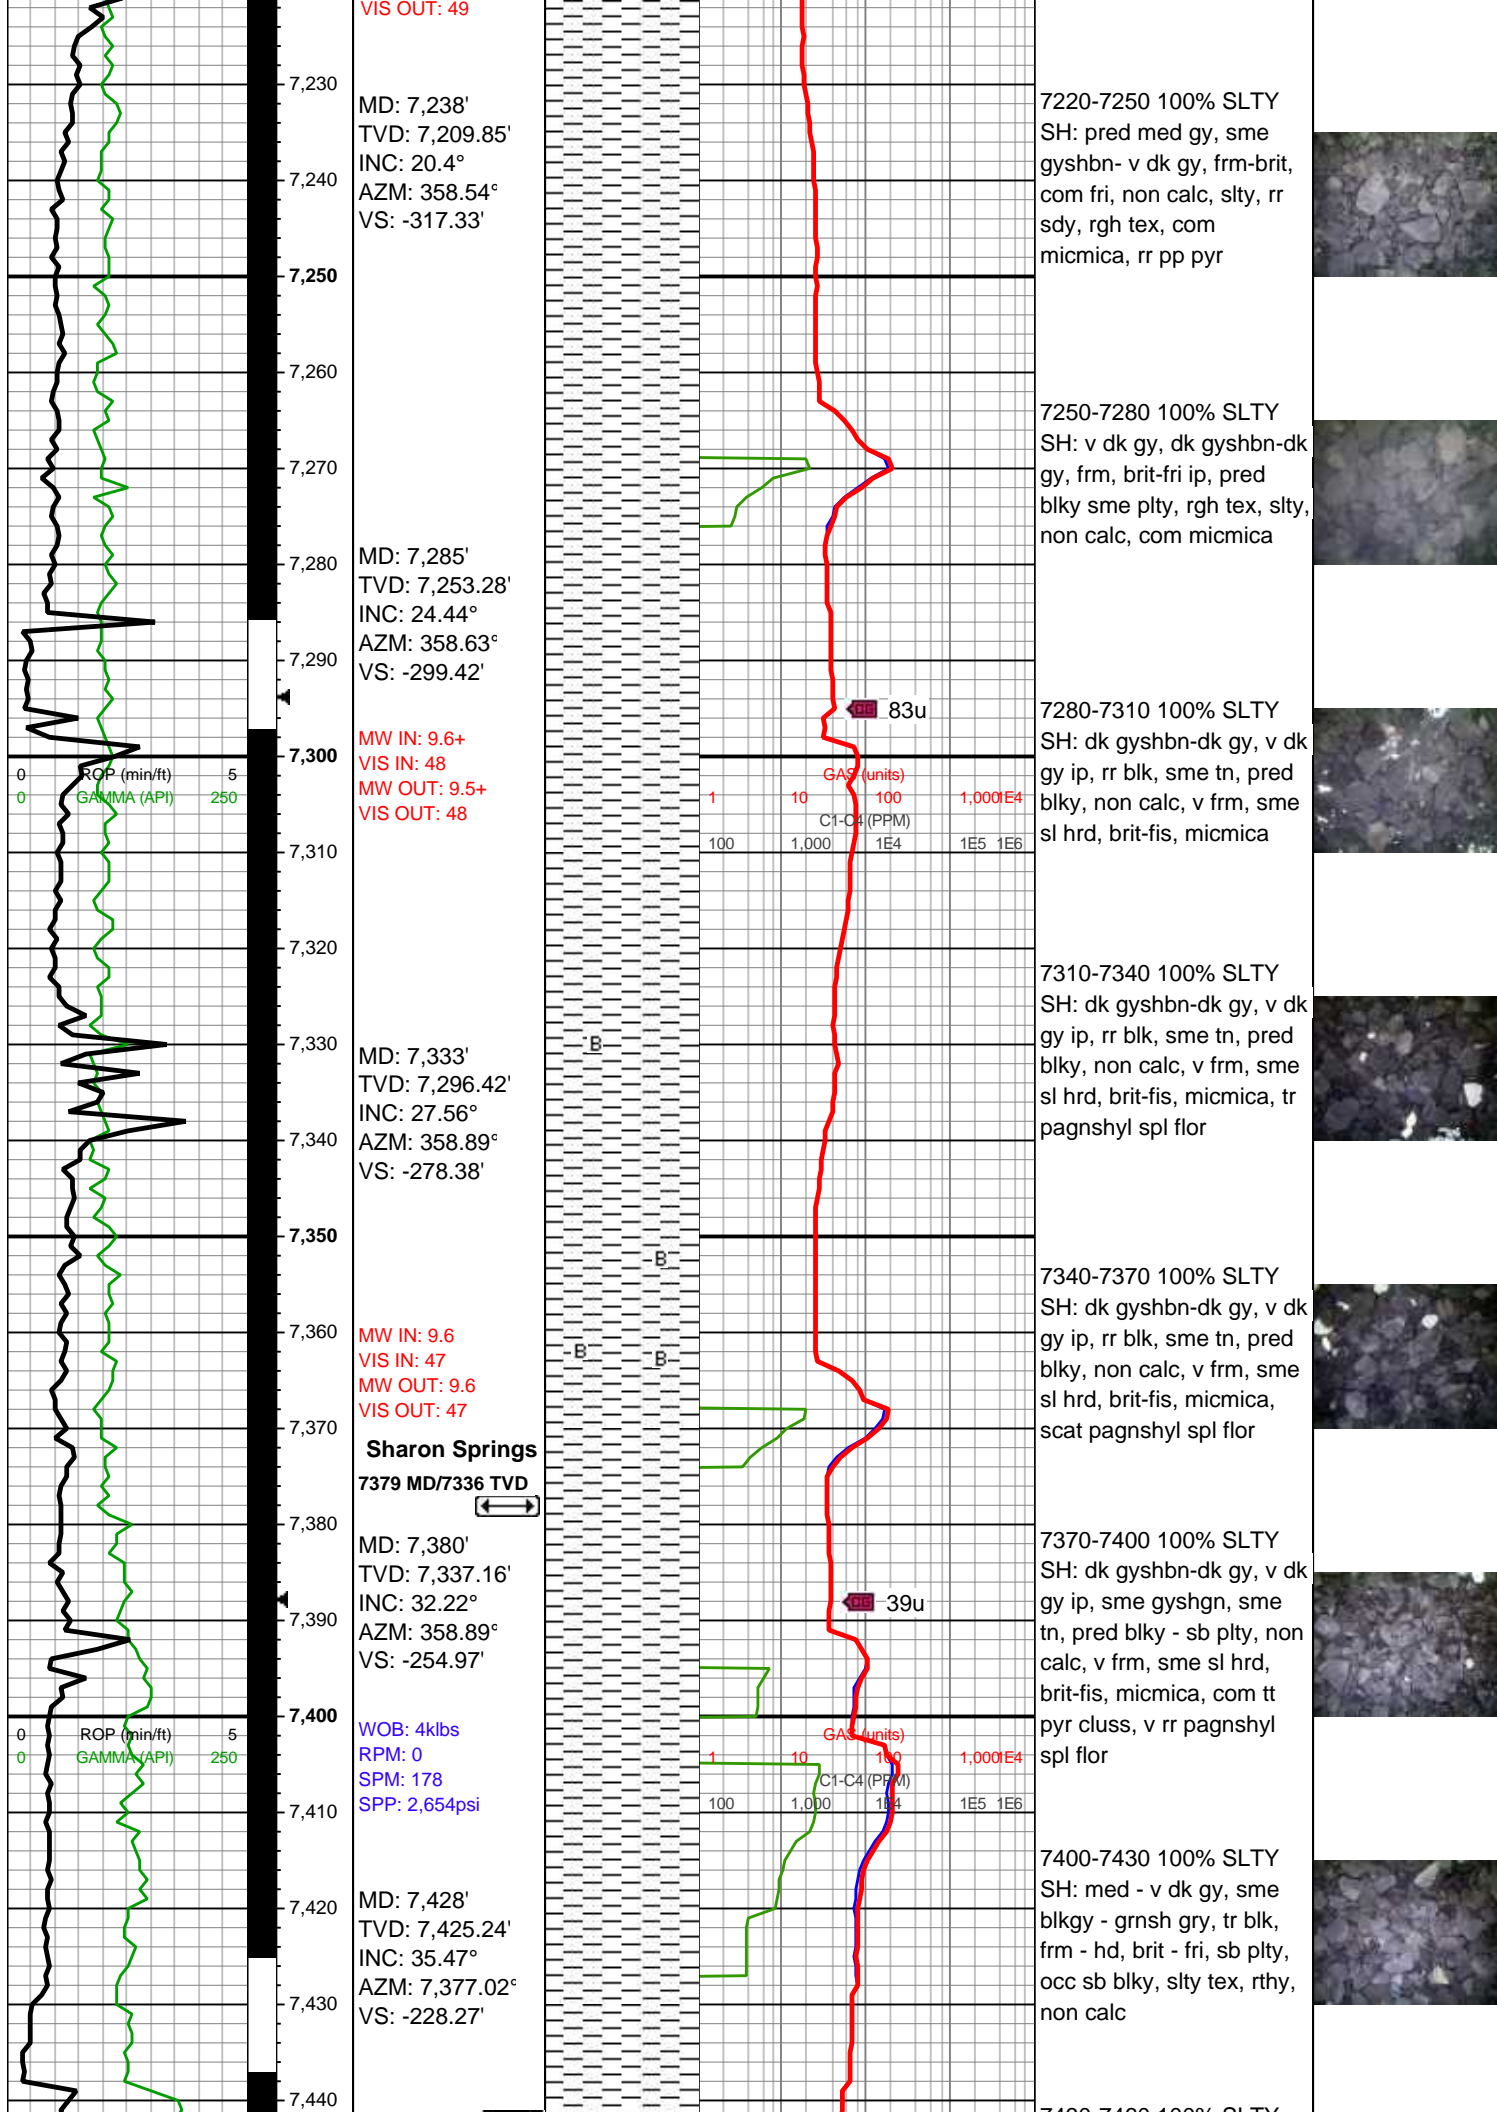 VIS OUT: 49
7,230
MD: 7,238'
TVD: 7,209.85'
INC: 20.4°
AZM: 358.54°
VS: -317.33'
7220-7250 100% SLTY
SH: pred med gy, sme
gyshbn- v dk gy, frm-brit,
com fri, non calc, slty, rr
sdy, rgh tex, com
micmica, rr pp pyr
7,240
7,250
7,260
7250-7280 100% SLTY
SH: v dk gy, dk gyshbn-dk
gy, frm, brit-fri ip, pred
blky sme plty, rgh tex, slty,
non calc, com micmica
7,270
7,280
MD: 7,285'
TVD: 7,253.28'
INC: 24.44°
AZM: 358.63°
VS: -299.42'
7,290
CG 83u
MW IN: 9.6+
VIS IN: 48
MW OUT: 9.5+
VIS OUT: 48
7280-7310 100% SLTY
SH: dk gyshbn-dk gy, v dk
gy ip, rr blk, sme tn, pred
blky, non calc, v frm, sme
sl hrd, brit-fis, micmica
7,300
0 ROP (min/ft) 5
0 GAMMA (API) 250
GAS (units)
1 10 100 1,000 1E4
C1-C4 (PPM)
100 1,000 1E4 1E5 1E6
7,310
7,320
7310-7340 100% SLTY
SH: dk gyshbn-dk gy, v dk
gy ip, rr blk, sme tn, pred
blky, non calc, v frm, sme
sl hrd, brit-fis, micmica, tr
pagnshyl spl flor
7,330
B
MD: 7,333'
TVD: 7,296.42'
INC: 27.56°
AZM: 358.89°
VS: -278.38'
7,340
7,350
B
7340-7370 100% SLTY
SH: dk gyshbn-dk gy, v dk
gy ip, rr blk, sme tn, pred
blky, non calc, v frm, sme
sl hrd, brit-fis, micmica,
scat pagnshyl spl flor
7,360
B B
MW IN: 9.6
VIS IN: 47
MW OUT: 9.6
VIS OUT: 47
7,370
Sharon Springs
7379 MD/7336 TVD
7,380
MD: 7,380'
TVD: 7,337.16'
INC: 32.22°
AZM: 358.89°
VS: -254.97'
7370-7400 100% SLTY
SH: dk gyshbn-dk gy, v dk
gy ip, sme gyshgn, sme
tn, pred blky - sb plty, non
calc, v frm, sme sl hrd,
brit-fis, micmica, com tt
pyr cluss, v rr pagnshyl
spl flor
CG 39u
7,390
7,400
0 ROP (min/ft) 5
0 GAMMA (API) 250
WOB: 4klbs
RPM: 0
SPM: 178
SPP: 2,654psi
GAS (units)
1 10 100 1,000 1E4
C1-C4 (PPM)
100 1,000 1E4 1E5 1E6
7,410
7400-7430 100% SLTY
SH: med - v dk gy, sme
blkgy - grnsh gry, tr blk,
frm - hd, brit - fri, sb plty,
occ sb blky, slty tex, rthy,
non calc
7,420
MD: 7,428'
TVD: 7,425.24'
INC: 35.47°
AZM: 7,377.02°
VS: -228.27'
7,430
7,440